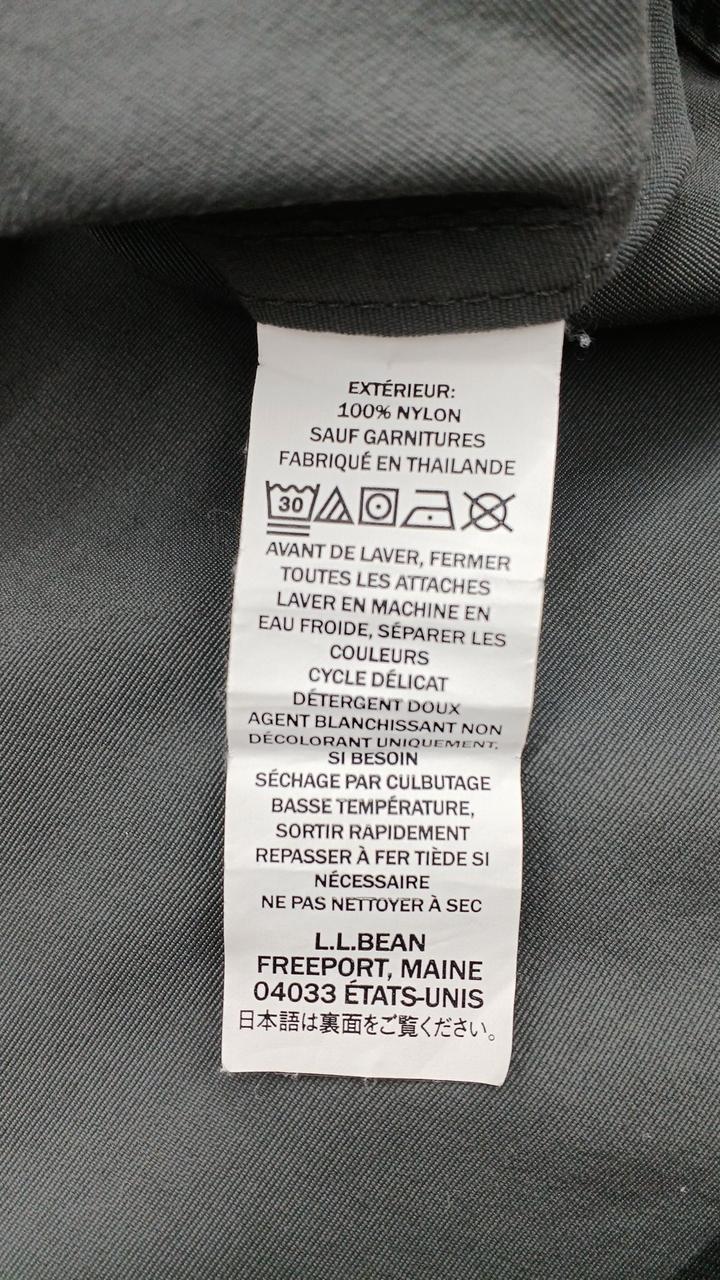 EXTÉRIEUR:
100% NYLON
SAUF GARNITURES
FABRIQUÉ EN THAILANDE
30
AVANT DE LAVER, FERMER
TOUTES LES ATTACHES
LAVER EN MACHINE EN
EAU FROIDE, SÉPARER LES
COULEURS
CYCLE DÉLICAT
DÉTERGENT DOUX
AGENT BLANCHISSANT NON
DÉCOLORANT UNIQUEMENT,
SI BESOIN
SÉCHAGE PAR CULBUTAGE
BASSE TEMPÉRATURE,
SORTIR RAPIDEMENT
REPASSER À FER TIÈDE SI
NÉCESSAIRE
NE PAS NETTOYER À SEC
L.L.BEAN
FREEPORT, MAINE
04033 ÉTATS-UNIS
日本語は裏面をご覧ください。